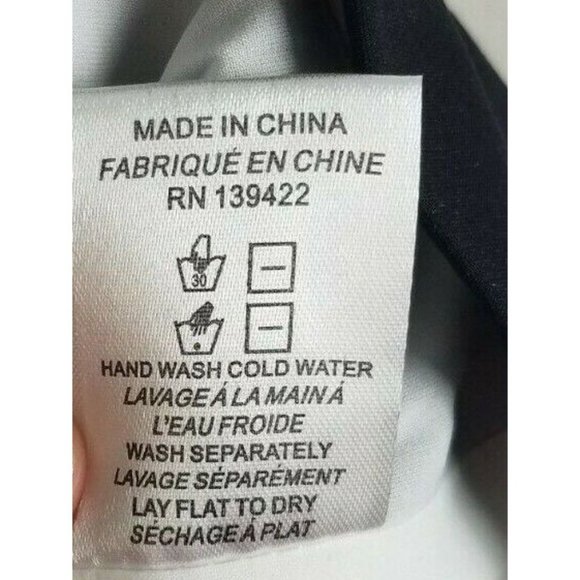 MADE IN CHINA
FABRIQUÉ EN CHINE
RN 139422
30
HAND WASH COLD WATER
LAVAGE À LA MAIN À
L'EAU FROIDE
WASH SEPARATELY
LAVAGE SÉPARÉMENT
LAY FLAT TO DRY
SÉCHAGE À PLAT